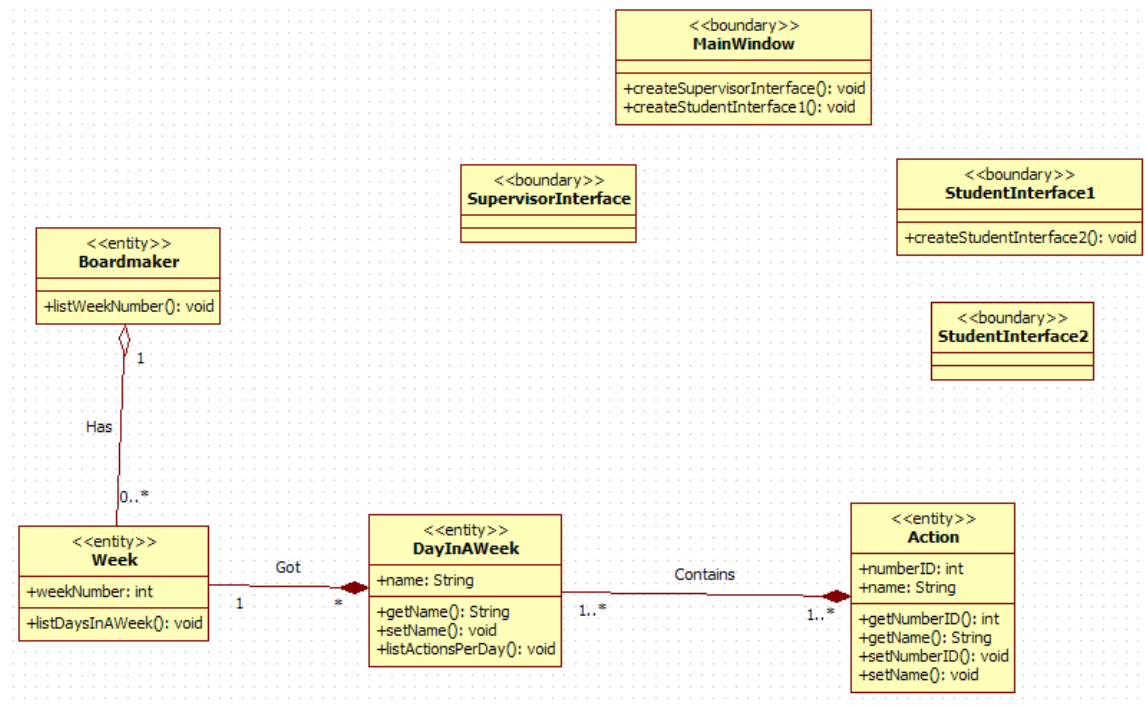 <<boundary>>
MainWindow
+createSupervisorInterface(): void
+createStudentInterface1(): void
<<boundary>>
SupervisorInterface
<<boundary>>
StudentInterface1
+createStudentInterface2(): void
<<entity>>
Boardmaker
+listWeekNumber(): void
<<boundary>>
StudentInterface2
1
Has
0..*
<<entity>>
Week
+weekNumber: int
+listDaysInAWeek(): void
Got
1
*
<<entity>>
DayInAWeek
+name: String
+getName(): String
+setName(): void
+listActionsPerDay(): void
Contains
1..*
1..*
<<entity>>
Action
+numberID: int
+name: String
+getNumberID(): int
+getName(): String
+setNumberID(): void
+setName(): void